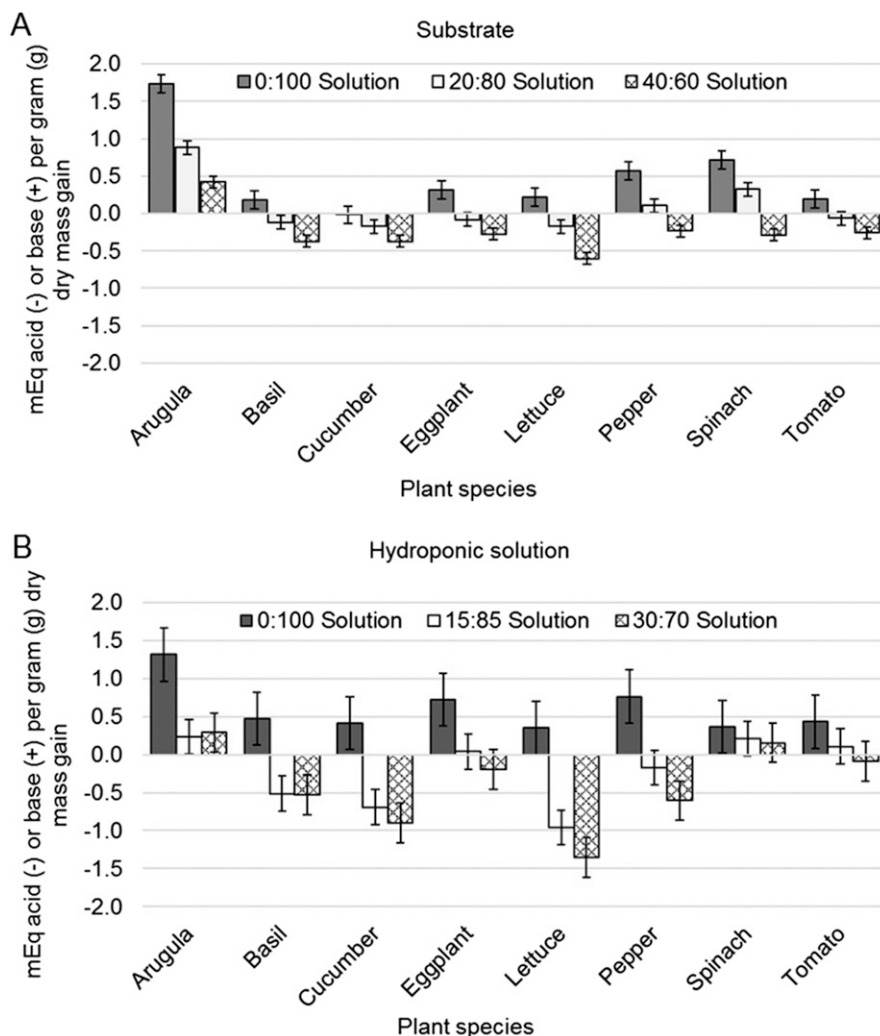 A
Substrate
mEq acid (-) or base (+) per gram (g)
dry mass gain
2.0
1.5
1.0
0.5
0.0
-0.5
-1.0
-1.5
-2.0
0:100 Solution 20:80 Solution 40:60 Solution
Arugula
Basil
Cucumber
Eggplant
Lettuce
Pepper
Spinach
Tomato
Plant species
B
Hydroponic solution
mEq acid (-) or base (+) per gram (g) dry
mass gain
2.0
1.5
1.0
0.5
0.0
-0.5
-1.0
-1.5
-2.0
0:100 Solution 15:85 Solution 30:70 Solution
Arugula
Basil
Cucumber
Eggplant
Lettuce
Pepper
Spinach
Tomato
Plant species